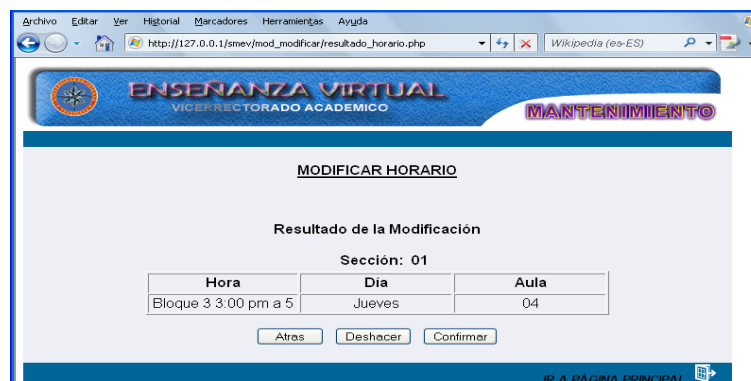 Archivo Editar Ver Historial Marcadores Herramientas Ayuda
http://127.0.0.1/smev/mod_modificar/resultado_horario.php Wikipedia (es-ES)
ENSEÑANZA VIRTUAL
VICERRECTORADO ACADEMICO
MANTENIMIENTO
MODIFICAR HORARIO
Resultado de la Modificación
Sección: 01
Hora Día Aula
Bloque 3 3:00 pm a 5 Jueves 04
Atras Deshacer Confirmar
IR A PÁGINA PRINCIPAL